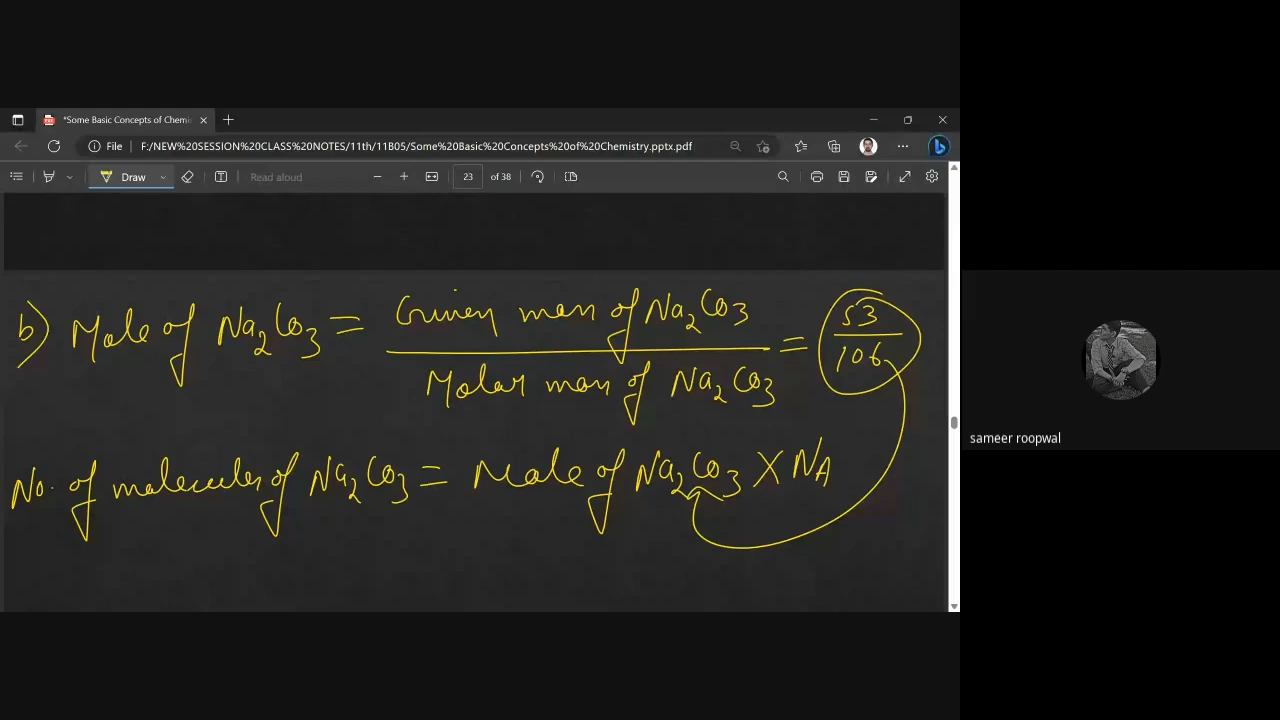 *Some Basic Concepts of Chemi
File F:/NEW%20SESSION%20CLASS%20NOTES/11th/11B05/Some%20Basic%20Concepts%20of%20Chemistry.pptx.pdf
Draw Read aloud 23 of 38
b) Mole of Na2Co3 = Given mass of Na2Co3 / Molar mass of Na2Co3 = 53/106
No. of molecules of Na2Co3 = Mole of Na2Co3 X NA
sameer roopwal